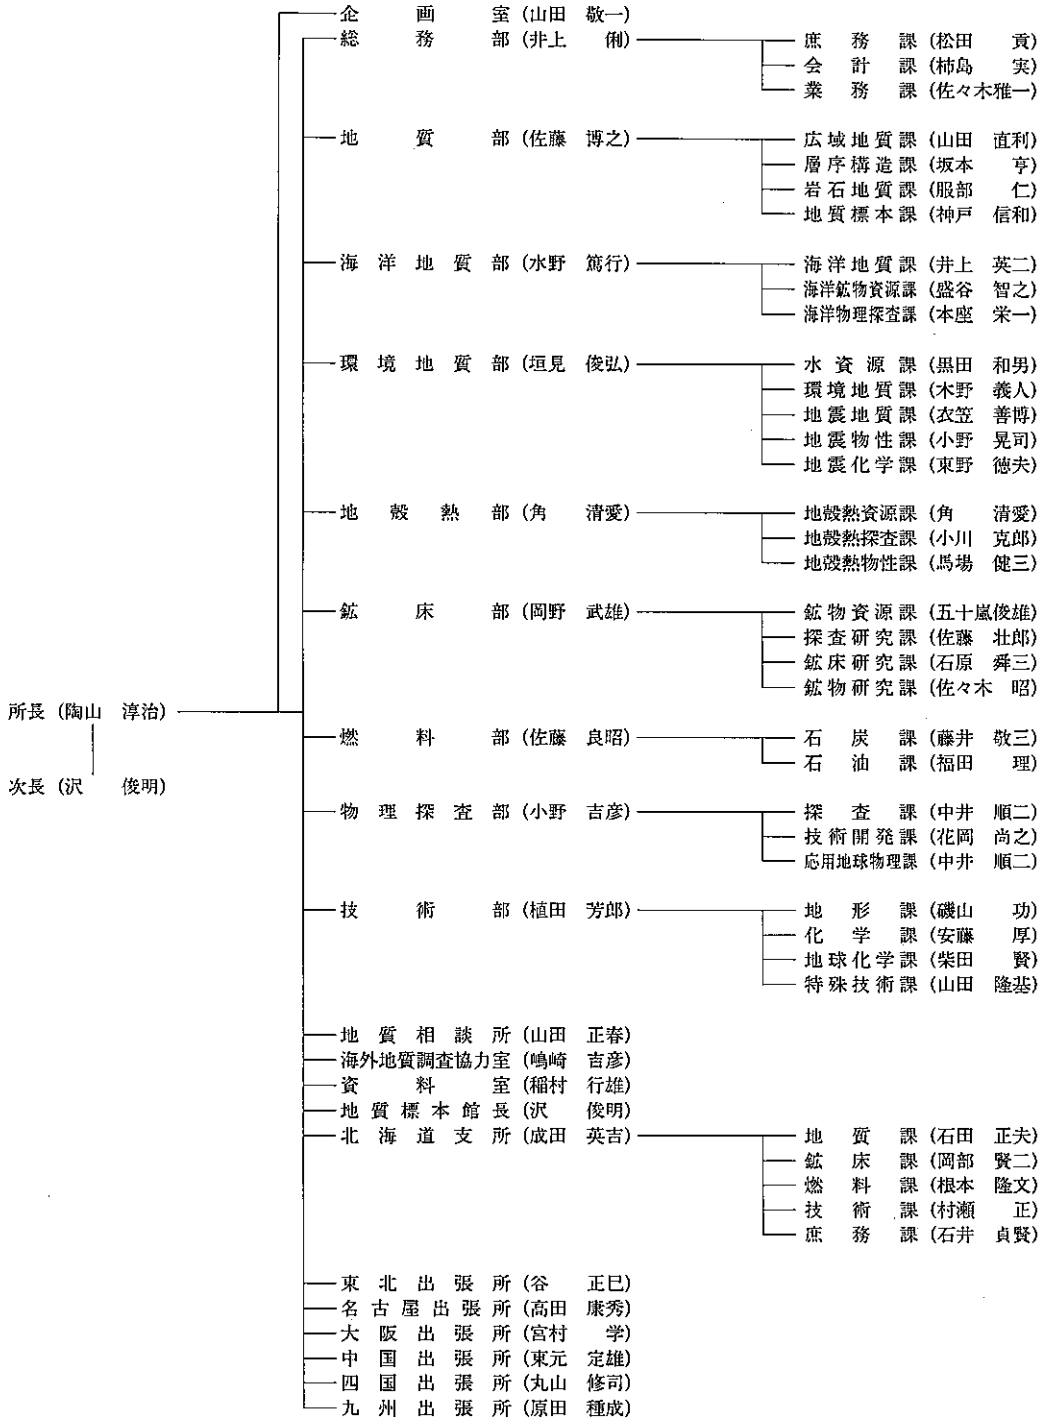 企画室(山田 敬一)
総務部(井上 俐)
庶務課(松田 貢)
会計課(柿島 実)
業務課(佐々木雅一)
地質部(佐藤 博之)
広域地質課(山田 直利)
層序構造課(坂本 亨)
岩石地質課(服部 仁)
地質標本課(神戸 信和)
海洋地質部(水野 篤行)
海洋地質課(井上 英二)
海洋鉱物資源課(盛谷 智之)
海洋物理探査課(本座 栄一)
環境地質部(垣見 俊弘)
水資源課(黒田 和男)
環境地質課(木野 義人)
地震地質課(衣笠 善博)
地震物性課(小野 晃司)
地震化学課(東野 徳夫)
地殻熱部(角 清愛)
地殻熱資源課(角 清愛)
地殻熱探査課(小川 克郎)
地殻熱物性課(馬場 健三)
鉱床部(岡野 武雄)
鉱物資源課(五十嵐俊雄)
探査研究課(佐藤 壮郎)
鉱床研究課(石原 舜三)
鉱物研究課(佐々木 昭)
所長(陶山 淳治)
次長(沢 俊明)
燃料部(佐藤 良昭)
石炭課(藤井 敬三)
石油課(福田 理)
物理探査部(小野 吉彦)
探査課(中井 順二)
技術開発課(花岡 尚之)
応用地球物理課(中井 順二)
技術部(植田 芳郎)
地形課(磯山 功)
化学課(安藤 厚)
地球化学課(柴田 賢)
特殊技術課(山田 隆基)
地質相談所(山田 正春)
海外地質調査協力室(嶋崎 吉彦)
資料室(稲村 行雄)
地質標本館長(沢 俊明)
北海道支所(成田 英吉)
地質課(石田 正夫)
鉱床課(岡部 賢二)
燃料課(根本 隆文)
技術課(村瀬 正)
庶務課(石井 貞賢)
東北出張所(谷 正巳)
名古屋出張所(高田 康秀)
大阪出張所(宮村 学)
中国出張所(東元 定雄)
四国出張所(丸山 修司)
九州出張所(原田 種成)